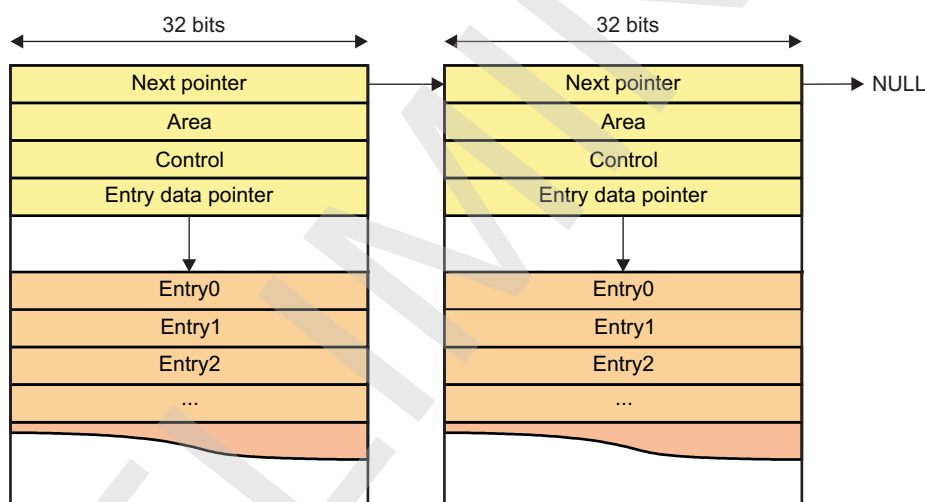 32 bits
32 bits
Next pointer
Next pointer
NULL
Area
Area
Control
Control
Entry data pointer
Entry data pointer
Entry0
Entry0
Entry1
Entry1
Entry2
Entry2
...
...